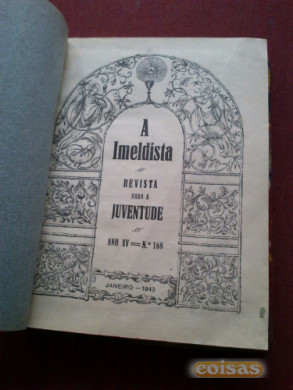 A
Imeldista
REVISTA
PARA A
JUVENTUDE
ANO XV — N.º 168
JANEIRO - 1943
coisas